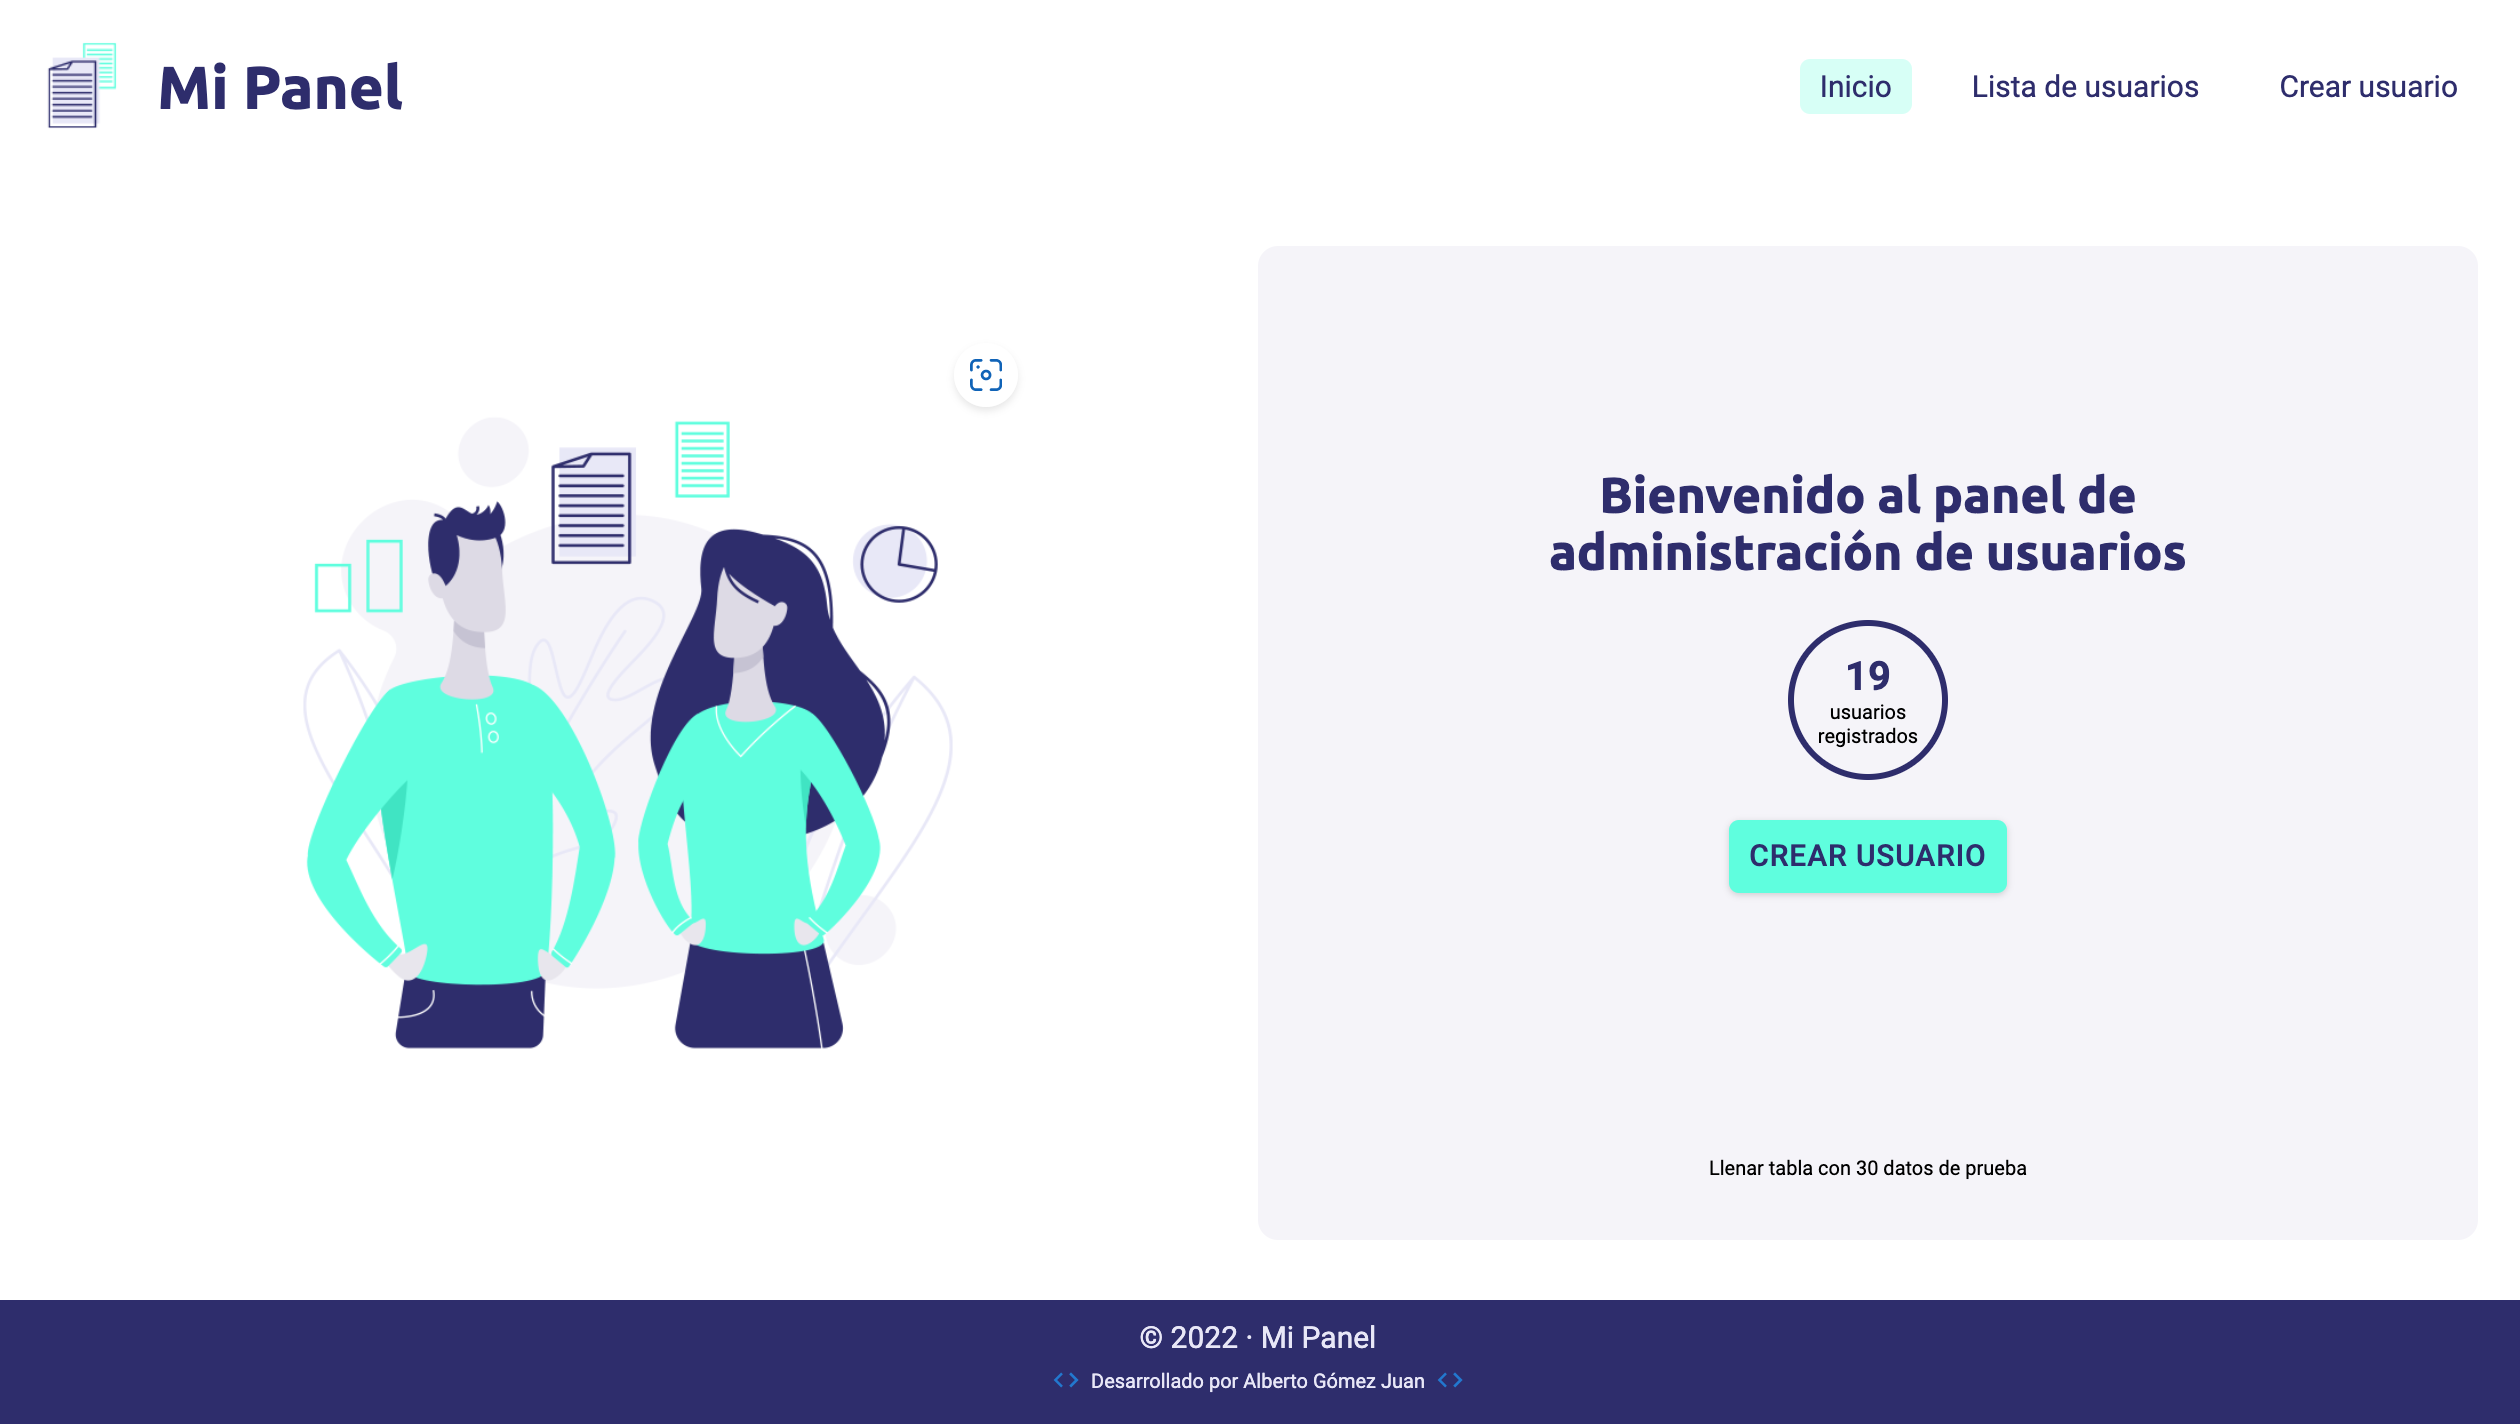 Mi Panel
Inicio
Lista de usuarios
Crear usuario
Bienvenido al panel de
administración de usuarios
19
usuarios
registrados
CREAR USUARIO
Llenar tabla con 30 datos de prueba
© 2022 · Mi Panel
<> Desarrollado por Alberto Gómez Juan <>